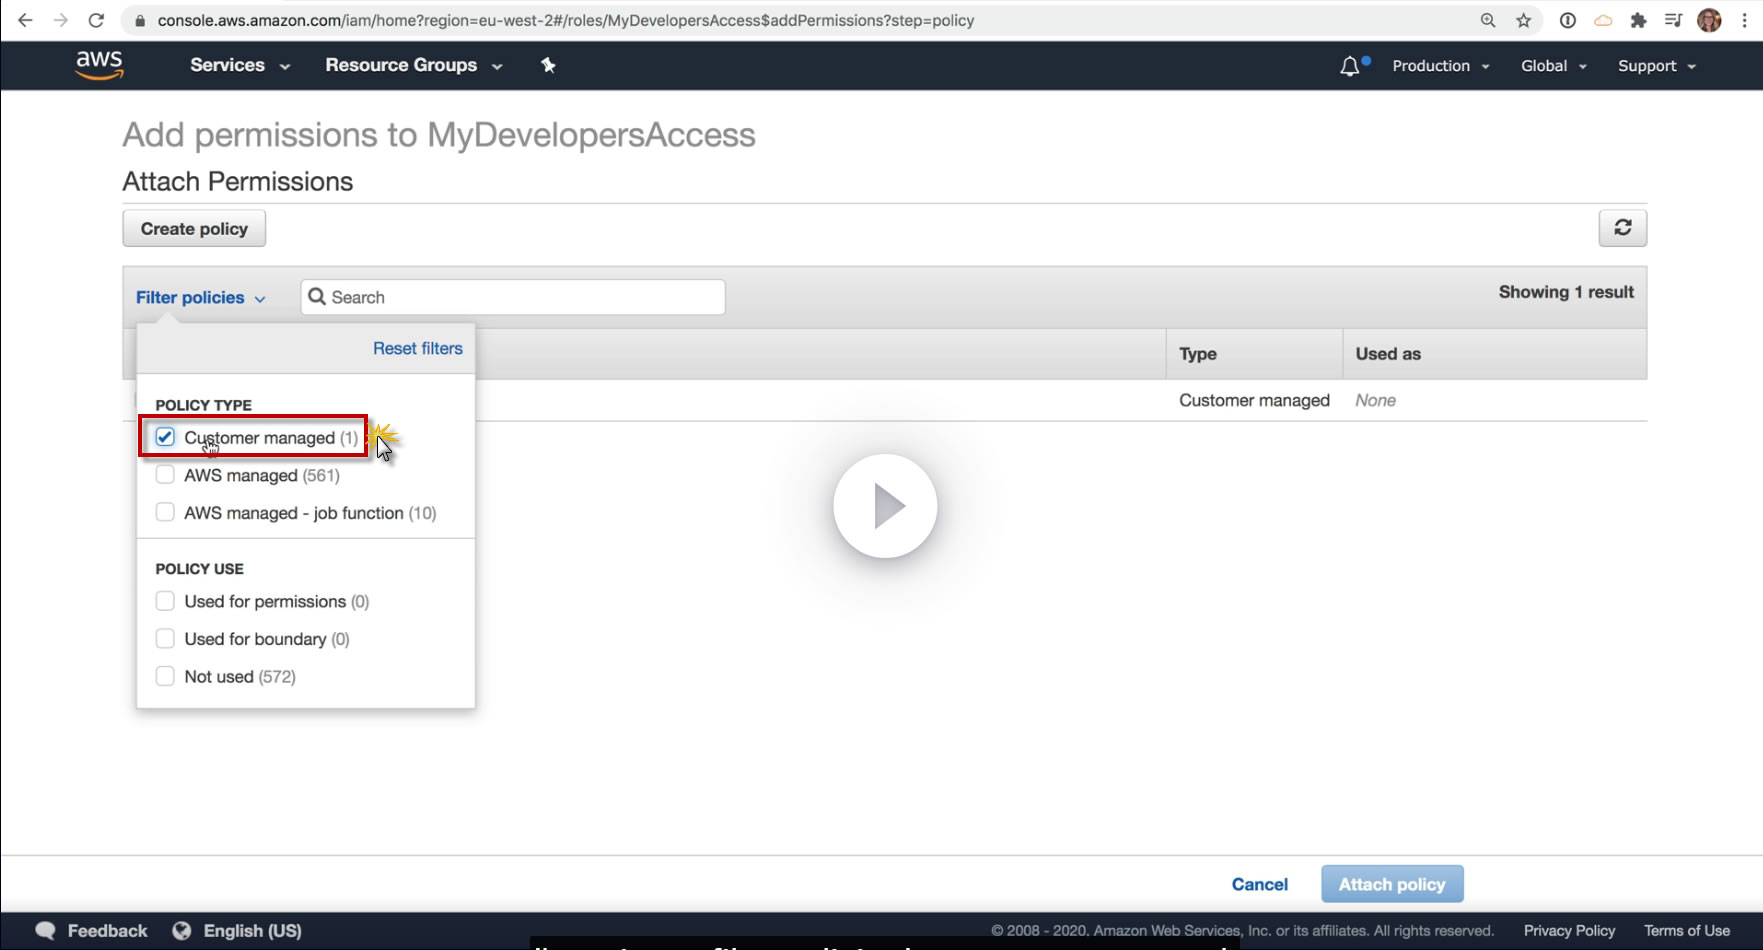 console.aws.amazon.com/iam/home?region=eu-west-2#/roles/MyDevelopersAccess$addPermissions?step=policy
aws Services Resource Groups Production Global Support
Add permissions to MyDevelopersAccess
Attach Permissions
Create policy
Filter policies Search Showing 1 result
Reset filters
Type Used as
POLICY TYPE
Customer managed None
Customer managed (1)
AWS managed (561)
AWS managed - job function (10)
POLICY USE
Used for permissions (0)
Used for boundary (0)
Not used (572)
Cancel Attach policy
Feedback English (US) © 2008 - 2020, Amazon Web Services, Inc. or its affiliates. All rights reserved. Privacy Policy Terms of Use